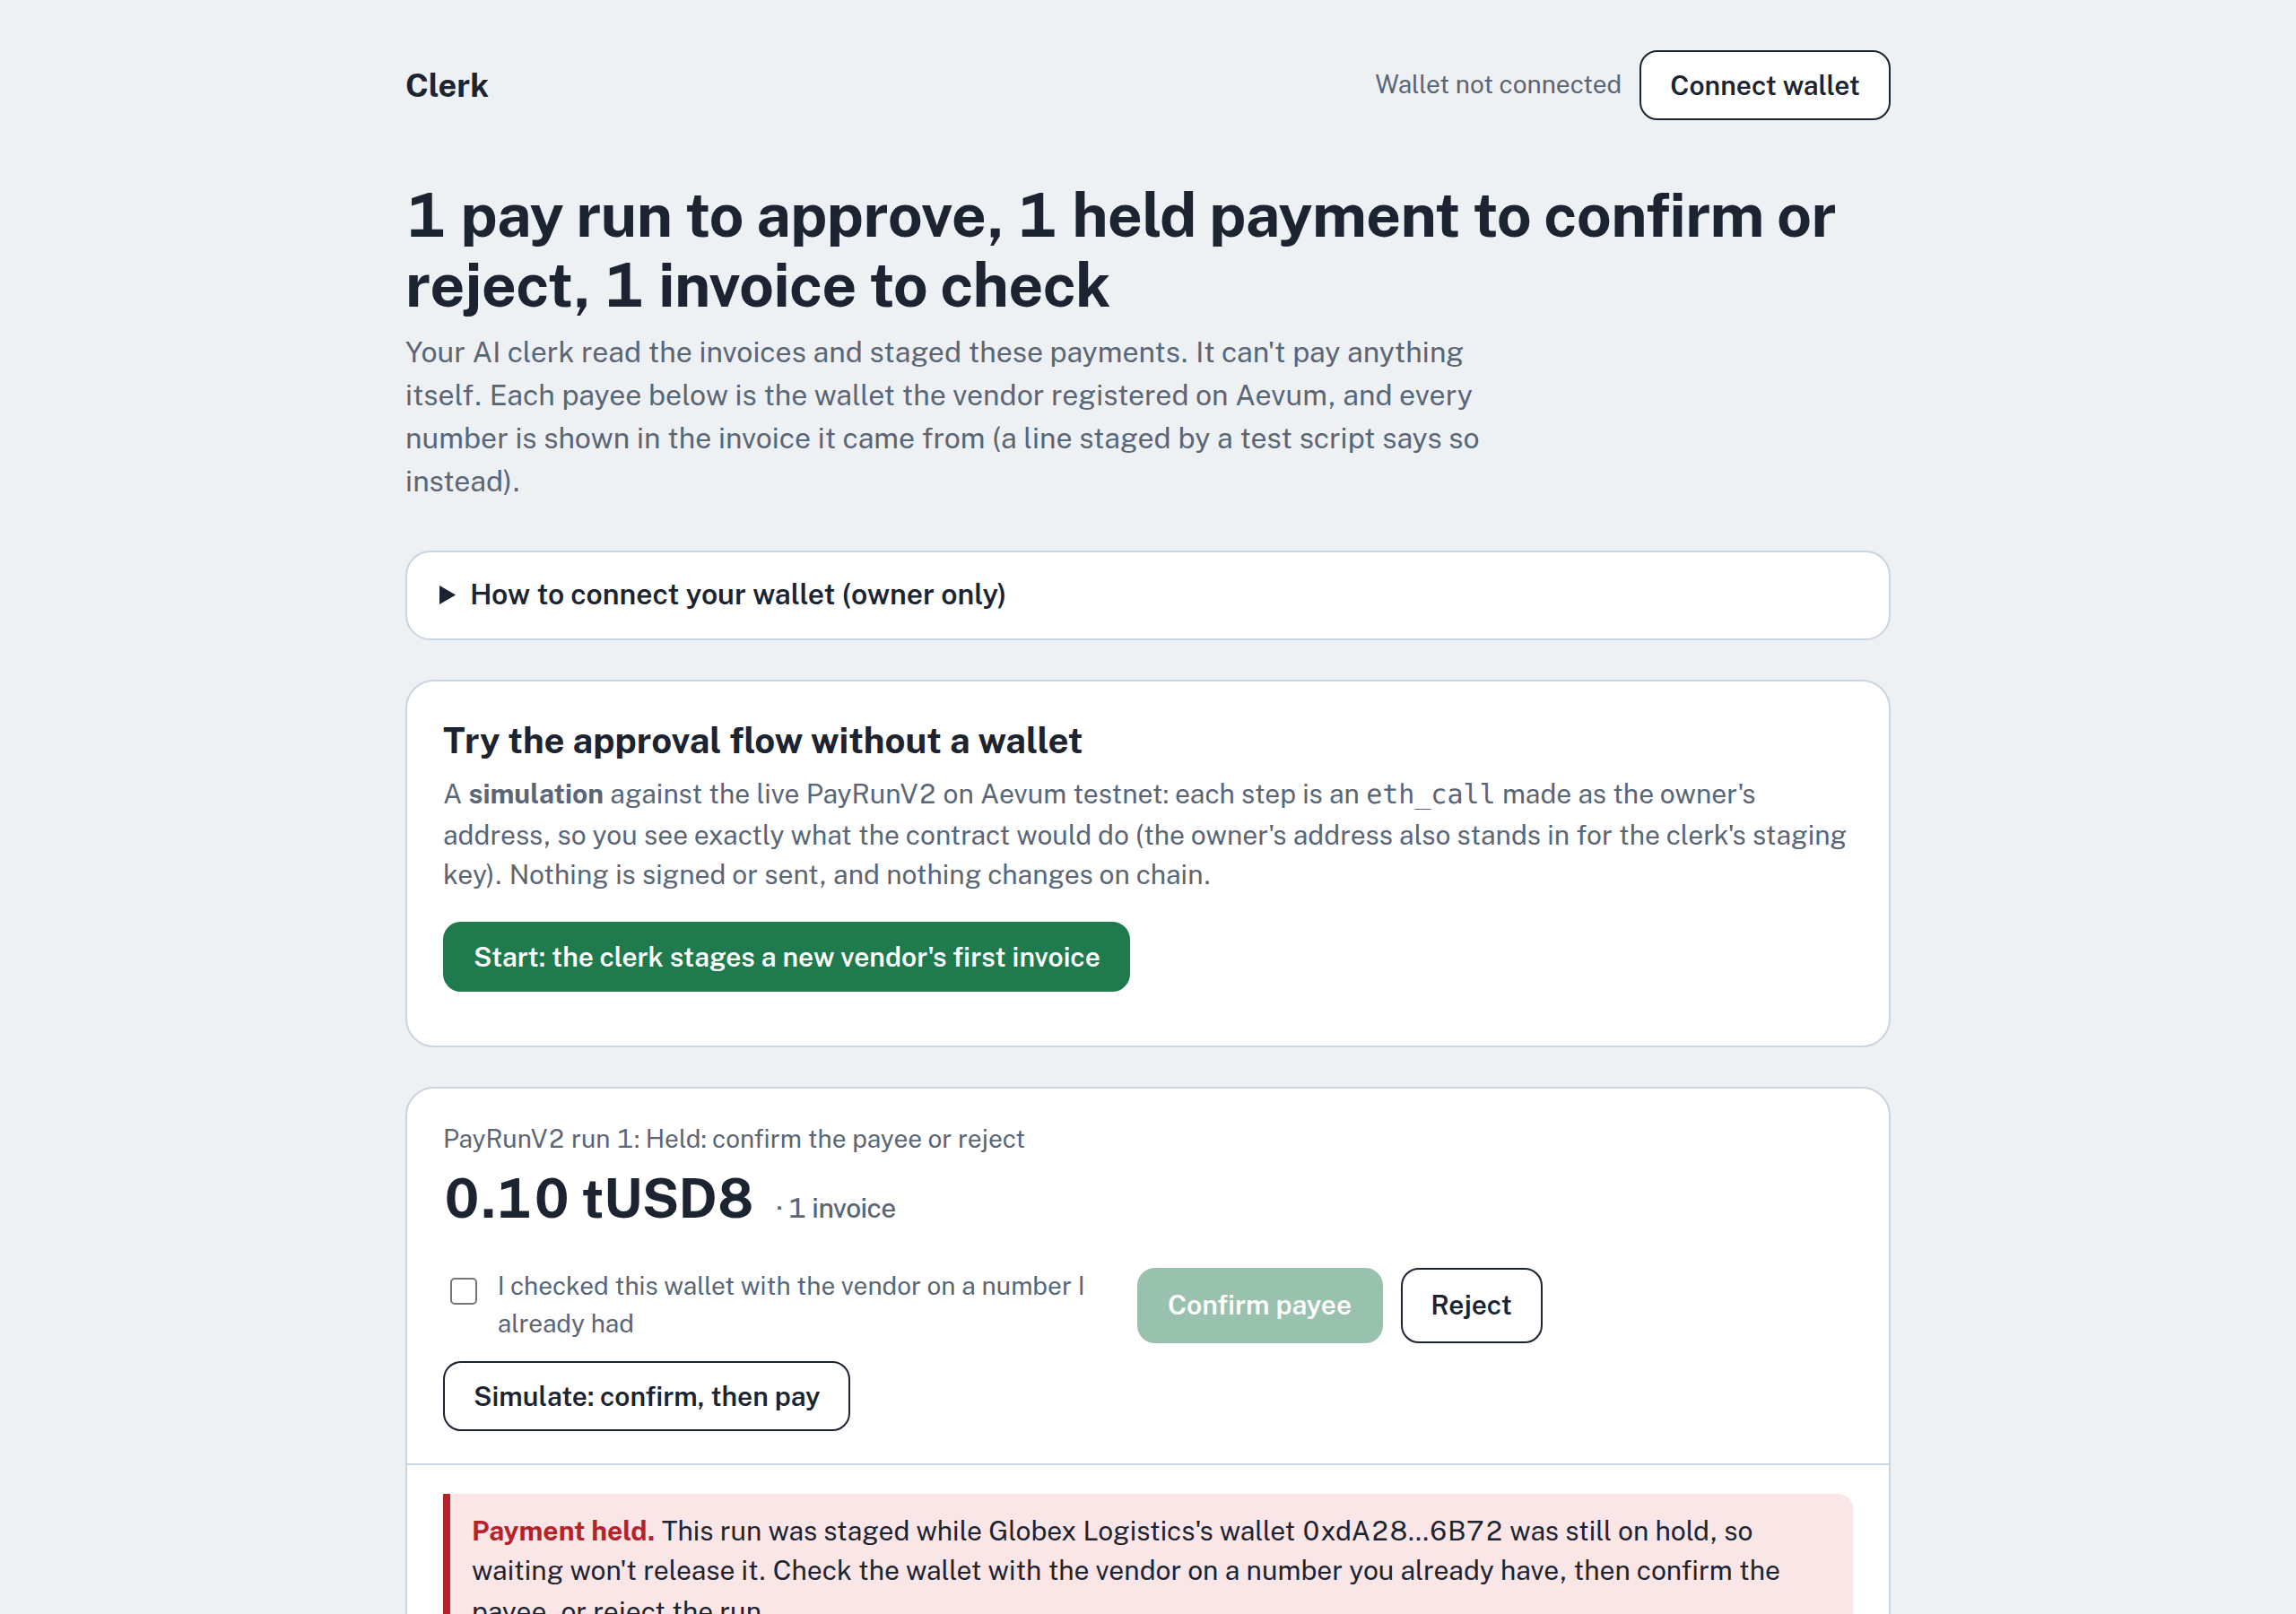 Clerk
Wallet not connected
Connect wallet
1 pay run to approve, 1 held payment to confirm or
reject, 1 invoice to check
Your AI clerk read the invoices and staged these payments. It can't pay anything
itself. Each payee below is the wallet the vendor registered on Aevum, and every
number is shown in the invoice it came from (a line staged by a test script says so
instead).
▶ How to connect your wallet (owner only)
Try the approval flow without a wallet
A simulation against the live PayRunV2 on Aevum testnet: each step is an eth_call made as the owner's
address, so you see exactly what the contract would do (the owner's address also stands in for the clerk's staging
key). Nothing is signed or sent, and nothing changes on chain.
Start: the clerk stages a new vendor's first invoice
PayRunV2 run 1: Held: confirm the payee or reject
0.10 tUSD8 · 1 invoice
I checked this wallet with the vendor on a number I
already had
Confirm payee
Reject
Simulate: confirm, then pay
Payment held. This run was staged while Globex Logistics's wallet 0xdA28…6B72 was still on hold, so
waiting won't release it. Check the wallet with the vendor on a number you already have, then confirm the
payee, or reject the run.